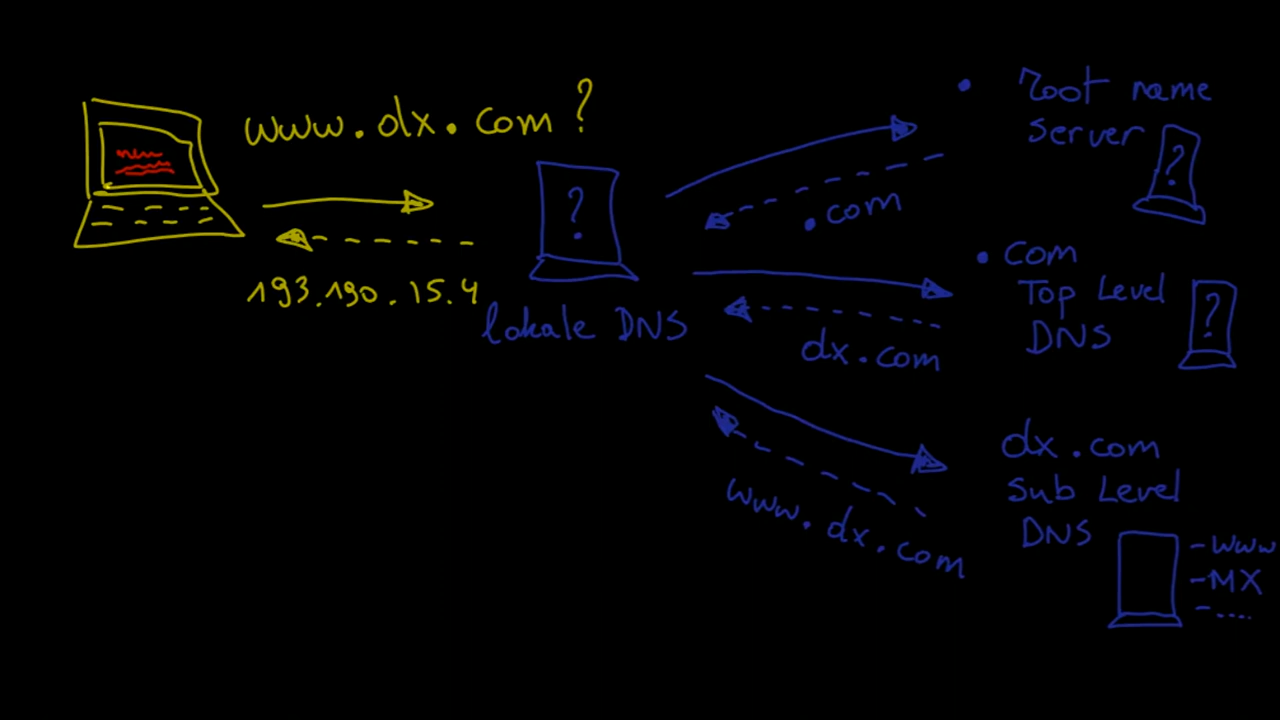 www.dx.com?
193.190.15.4
?
lokale DNS
. Root name
server
?
.com
. com
Top Level
DNS
?
dx.com
dx.com
Sub Level
DNS
www.dx.com
- www
- MX
- ....